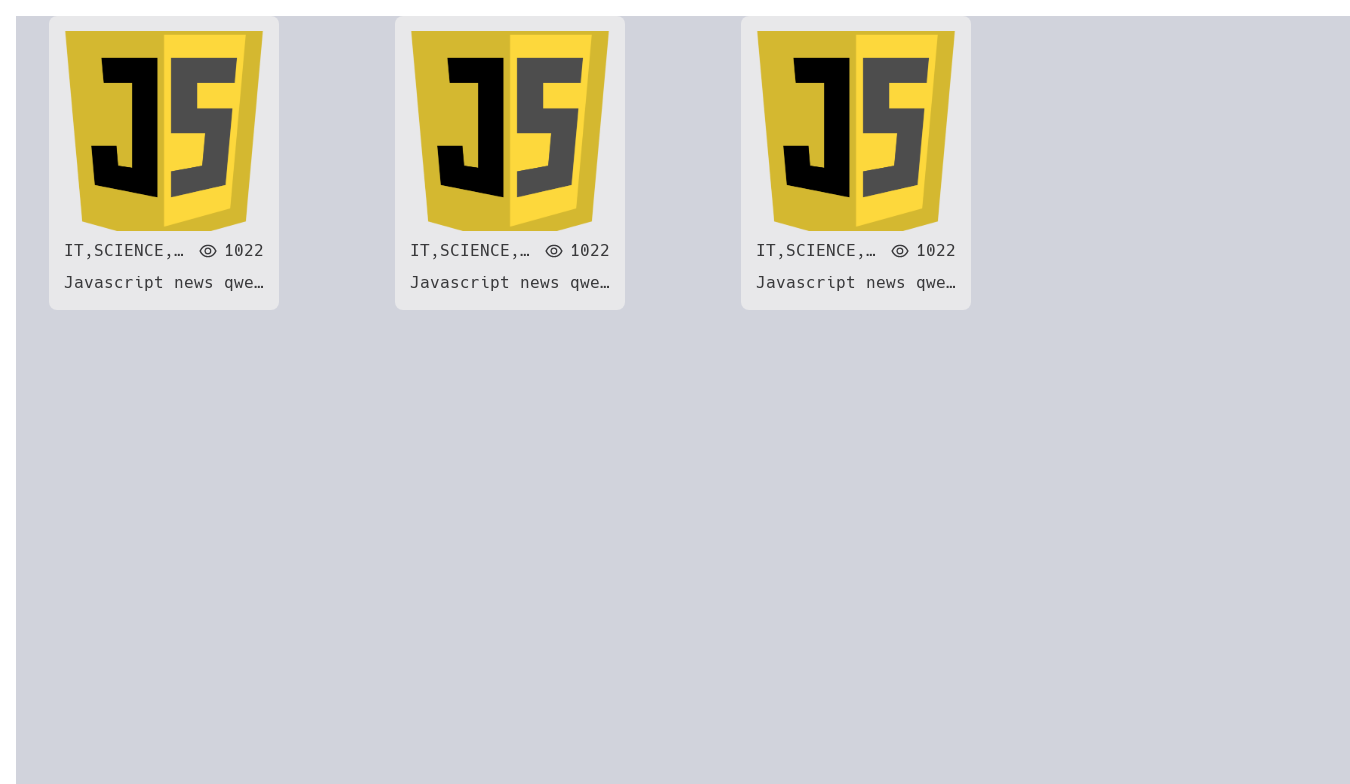 JS JS JS
IT,SCIENCE,… 1022 IT,SCIENCE,… 1022 IT,SCIENCE,… 1022
Javascript news qwe… Javascript news qwe… Javascript news qwe…